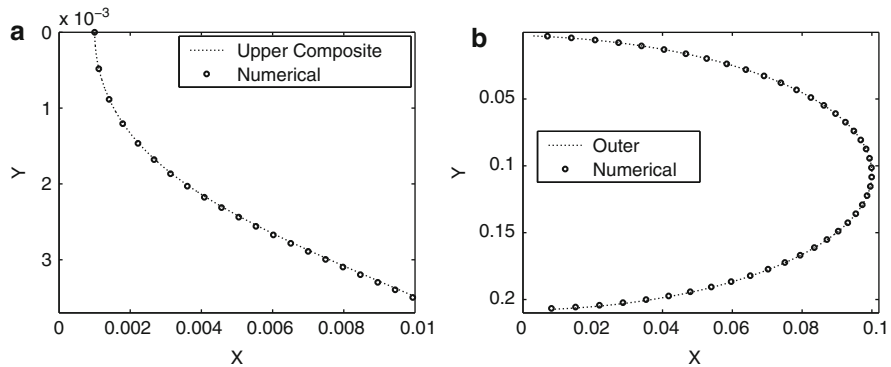 a
x 10⁻³
0
1
2
3
Y
Upper Composite
Numerical
0
0.002
0.004
0.006
0.008
0.01
X
b
0.05
0.1
0.15
0.2
Y
Outer
Numerical
0
0.02
0.04
0.06
0.08
0.1
X